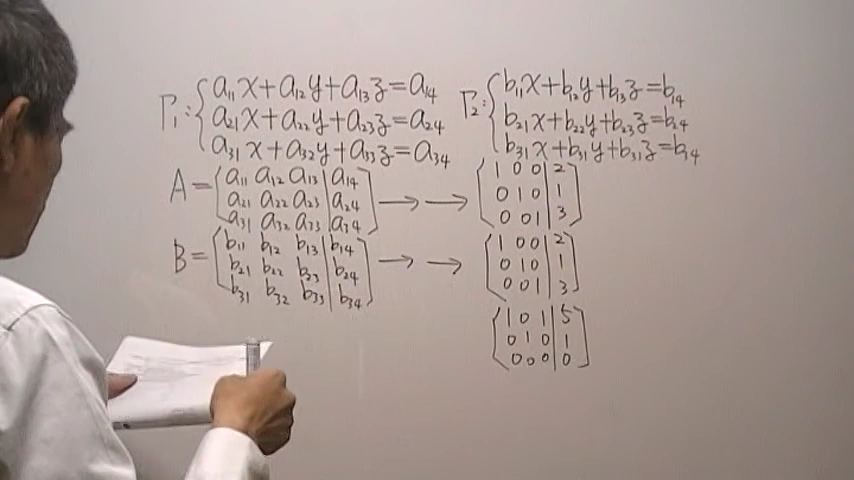 Γ₁: { a₁₁x+a₁₂y+a₁₃z=a₁₄
a₂₁x+a₂₂y+a₂₃z=a₂₄
a₃₁x+a₃₂y+a₃₃z=a₃₄
Γ₂: { b₁₁x+b₁₂y+b₁₃z=b₁₄
b₂₁x+b₂₂y+b₂₃z=b₂₄
b₃₁x+b₃₁y+b₃₁z=b₃₄
A = [ a₁₁ a₁₂ a₁₃ | a₁₄
a₂₁ a₂₂ a₂₃ | a₂₄
a₃₁ a₃₂ a₃₃ | a₃₄ ] → →
[ 1 0 0 | 2
0 1 0 | 1
0 0 1 | 3 ]
B = [ b₁₁ b₁₂ b₁₃ | b₁₄
b₂₁ b₂₂ b₂₃ | b₂₄
b₃₁ b₃₂ b₃₃ | b₃₄ ] → →
[ 1 0 0 | 2
0 1 0 | 1
0 0 1 | 3 ]
[ 1 0 1 | 5
0 1 0 | 1
0 0 0 | 0 ]